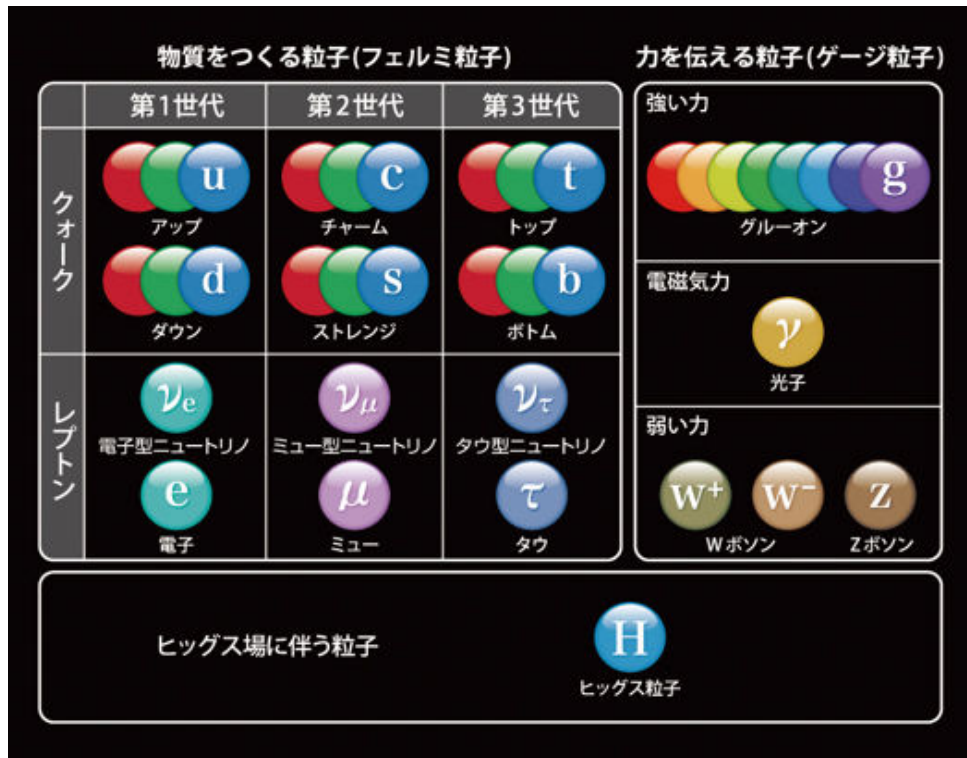 物質をつくる粒子(フェルミ粒子)
第1世代
第2世代
第3世代
クォーク
u
アップ
c
チャーム
t
トップ
d
ダウン
s
ストレンジ
b
ボトム
レプトン
νe
電子型ニュートリノ
νμ
ミュー型ニュートリノ
ντ
タウ型ニュートリノ
e
電子
μ
ミュー
τ
タウ
力を伝える粒子(ゲージ粒子)
強い力
g
グルーオン
電磁気力
γ
光子
弱い力
W+
W−
Wボソン
Z
Zボソン
ヒッグス場に伴う粒子
H
ヒッグス粒子